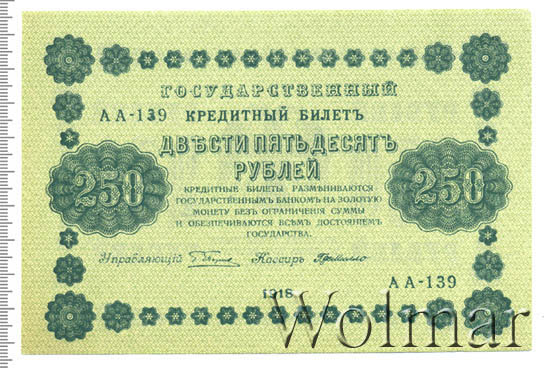 ГОСУДАРСТВЕННЫЙ
АА-139 КРЕДИТНЫЙ БИЛЕТЪ
ДВѢСТИ ПЯТЬДЕСЯТЪ
РУБЛЕЙ
250 250
КРЕДИТНЫЕ БИЛЕТЫ РАЗМѢНИВАЮТСЯ
ГОСУДАРСТВЕННЫМЪ БАНКОМЪ НА ЗОЛОТУЮ
МОНЕТУ БЕЗЪ ОГРАНИЧЕНІЯ СУММЫ
И ОБЕЗПЕЧИВАЮТСЯ ВСѢМЪ ДОСТОЯНІЕМЪ
ГОСУДАРСТВА.
Управляющій Кассиръ
АА-139
1918
Wolmar